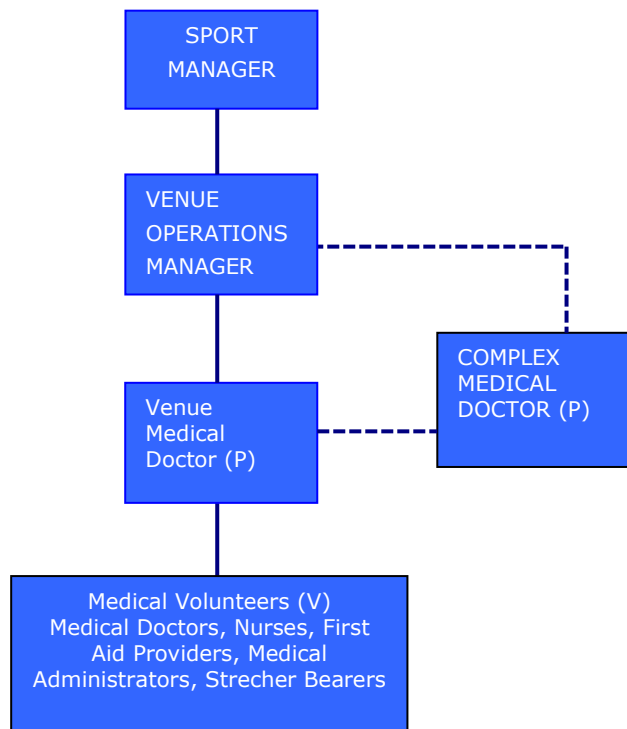 SPORT
MANAGER
VENUE
OPERATIONS
MANAGER
COMPLEX
MEDICAL
DOCTOR (P)
Venue
Medical
Doctor (P)
Medical Volunteers (V)
Medical Doctors, Nurses, First
Aid Providers, Medical
Administrators, Strecher Bearers